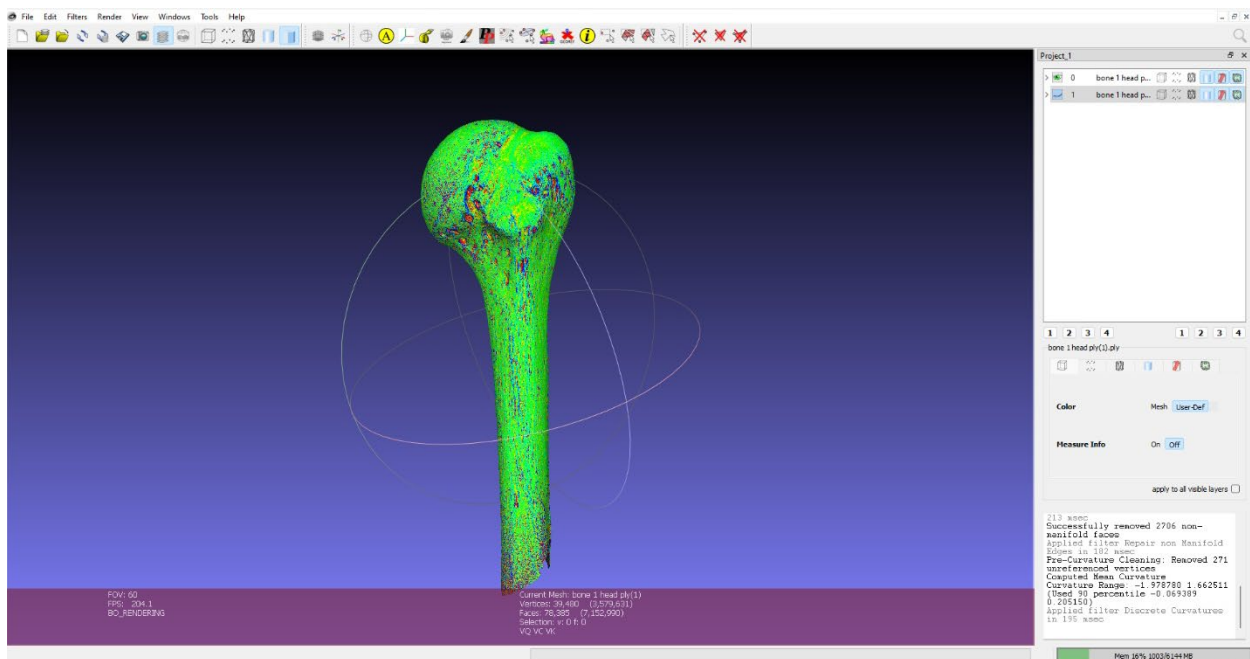 File Edit Filters Render View Windows Tools Help
Project_1
0 bone 1 head p...
1 bone 1 head p...
1 2 3 4 1 2 3 4
bone 1 head ply(1).ply
Color Mesh User-Def
Measure Info On Off
apply to all visible layers
213 msec
Successfully removed 2706 non-
manifold faces
Applied filter Repair non Manifold
Edges in 182 msec
Pre-Curvature Cleaning: Removed 271
unreferenced vertices
Computed Mean Curvature
Curvature Range: -1.978780 1.662511
(Used 90 percentile -0.069389
0.205150)
Applied filter Discrete Curvatures
in 195 msec
FOV: 60
FPS: 204.1
BO_RENDERING
Current Mesh: bone 1 head ply(1)
Vertices: 39,480 (3,579,631)
Faces: 78,385 (7,152,990)
Selection: v: 0 f: 0
VQ VC VK
Mem 16% 1003/6144 MB